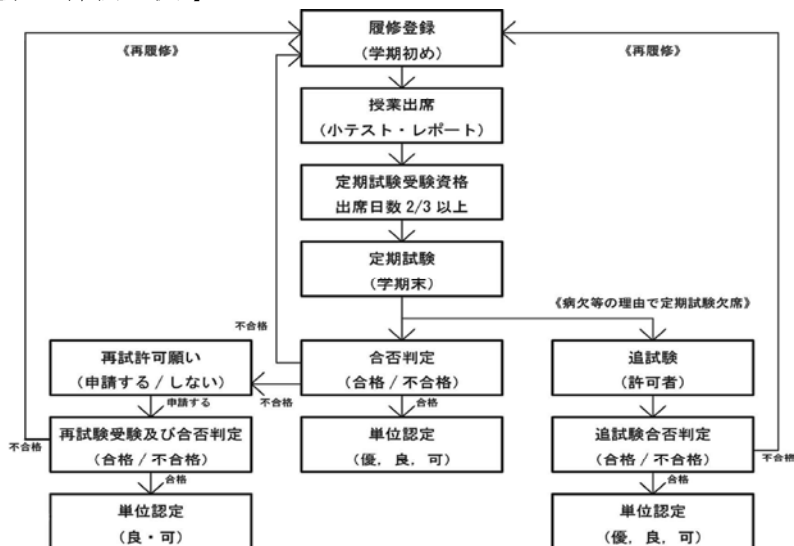 履修登録
(学期初め)
《再履修》
《再履修》
授業出席
(小テスト・レポート)
定期試験受験資格
出席日数 2/3 以上
定期試験
(学期末)
《病欠等の理由で定期試験欠席》
不合格
再試許可願い
(申請する / しない)
合否判定
(合格 / 不合格)
追試験
(許可者)
申請する
不合格
合格
不合格
再試験受験及び合否判定
(合格 / 不合格)
単位認定
(優, 良, 可)
追試験合否判定
(合格 / 不合格)
不合格
合格
合格
単位認定
(良・可)
単位認定
(優, 良, 可)